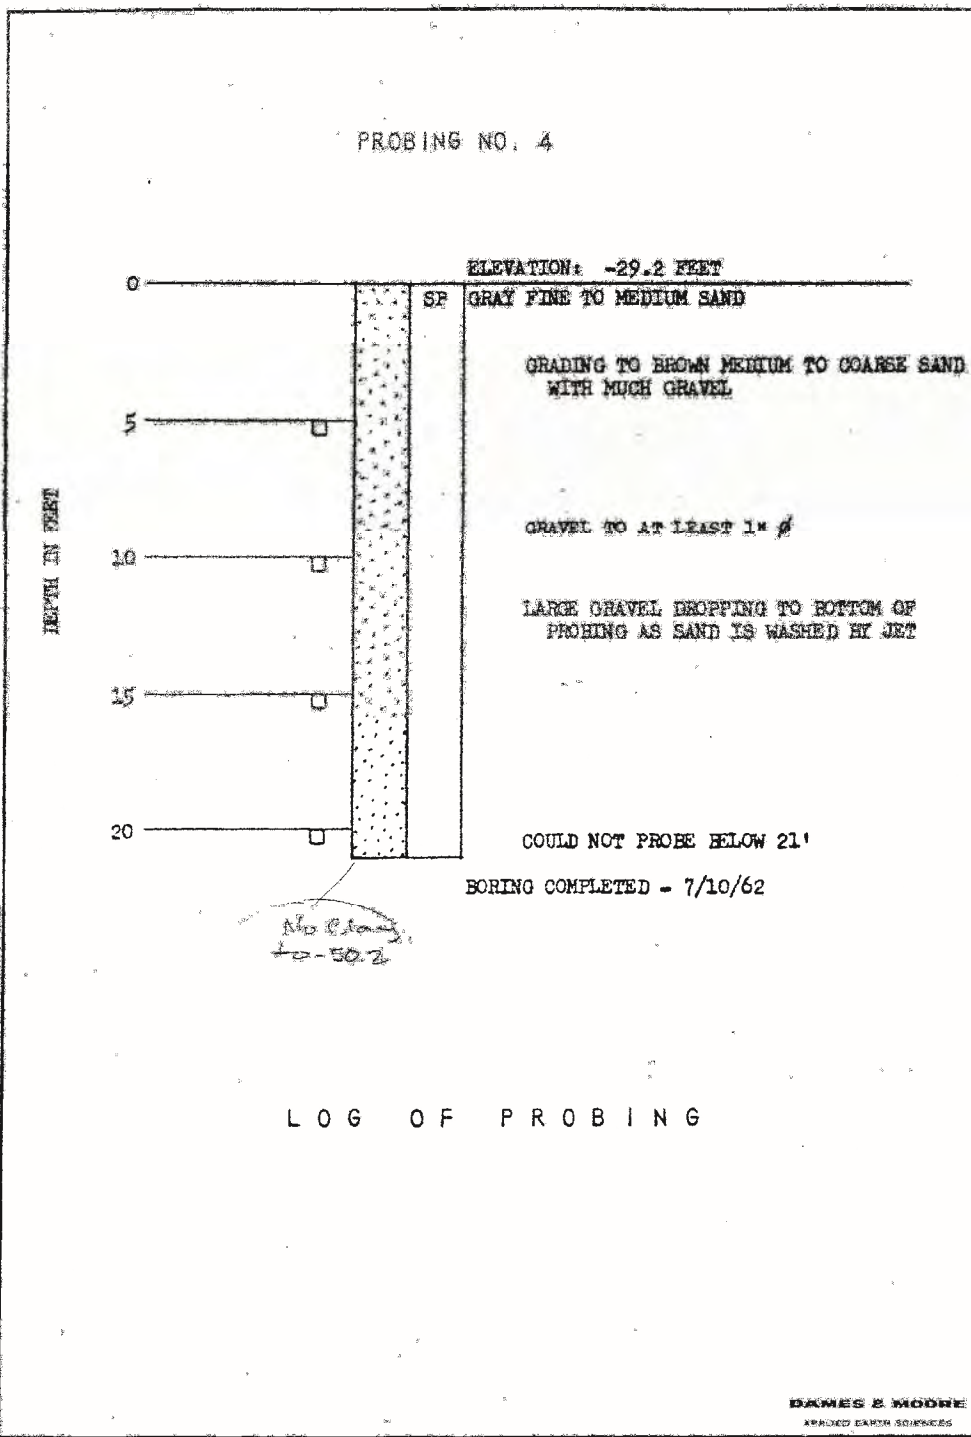 PROBING NO. 4
ELEVATION: -29.2 FEET
0
SP GRAY FINE TO MEDIUM SAND
GRADING TO BROWN MEDIUM TO COARSE SAND
WITH MUCH GRAVEL
5
DEPTH IN FEET
GRAVEL TO AT LEAST 1" ø
10
LARGE GRAVEL DROPPING TO BOTTOM OF
PROBING AS SAND IS WASHED BY JET
15
20
COULD NOT PROBE BELOW 21'
BORING COMPLETED - 7/10/62
No Clay
to -50.2
LOG OF PROBING
DAMES & MOORE
APPLIED EARTH SCIENCES